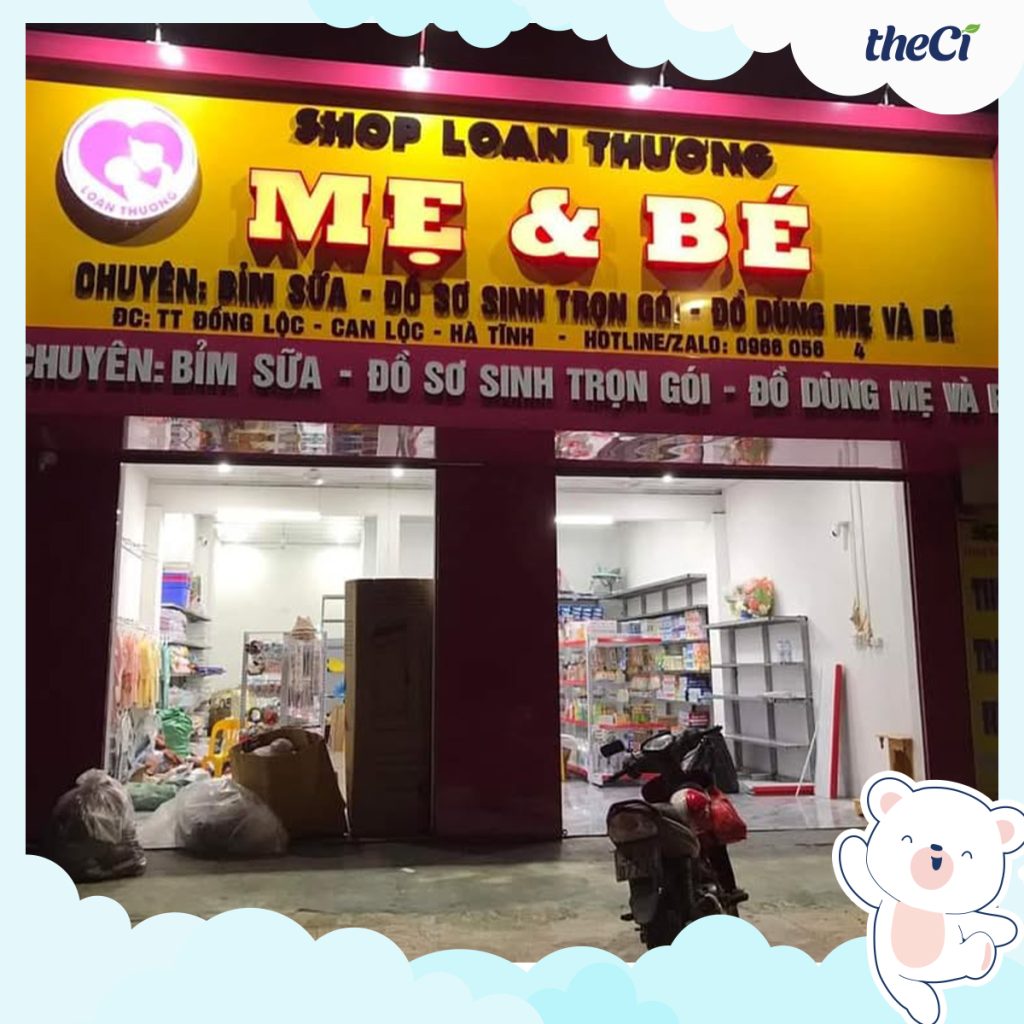 theCi
SHOP LOAN THƯƠNG
MẸ & BÉ
LOAN THƯƠNG
CHUYÊN: BỈM SỮA - ĐỒ SƠ SINH TRỌN GÓI - ĐỒ DÙNG MẸ VÀ BÉ
ĐC: TT ĐỒNG LỘC - CAN LỘC - HÀ TĨNH - HOTLINE/ZALO: 0966 056 4
CHUYÊN: BỈM SỮA - ĐỒ SƠ SINH TRỌN GÓI - ĐỒ DÙNG MẸ VÀ